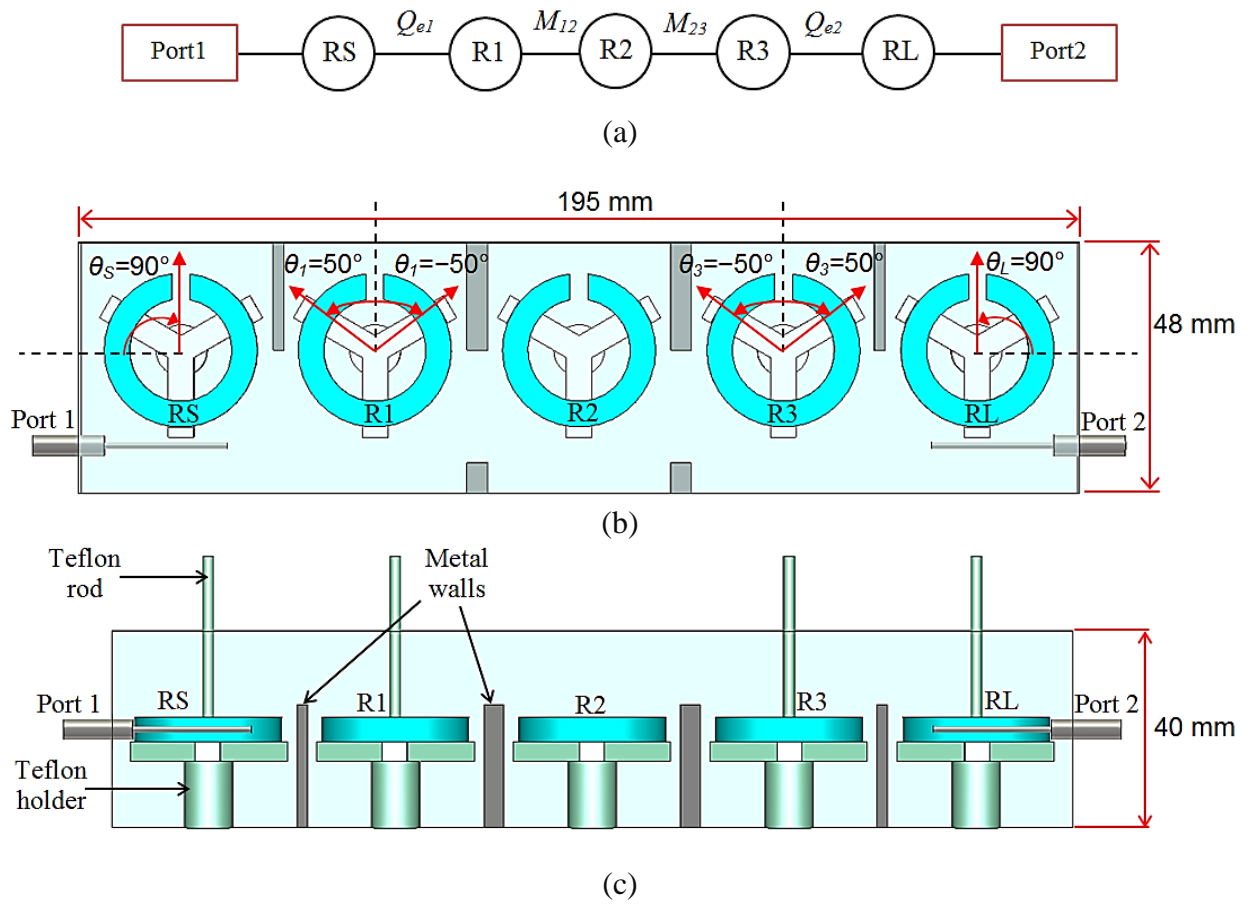 Qe1 M12 M23 Qe2
Port1 RS R1 R2 R3 RL Port2
(a)
195 mm
θS=90° θ1=50° θ1=−50° θ3=−50° θ3=50° θL=90°
48 mm
RS R1 R2 R3 RL
Port 1 Port 2
(b)
Teflon
rod
Metal
walls
Port 1 RS R1 R2 R3 RL Port 2
40 mm
Teflon
holder
(c)